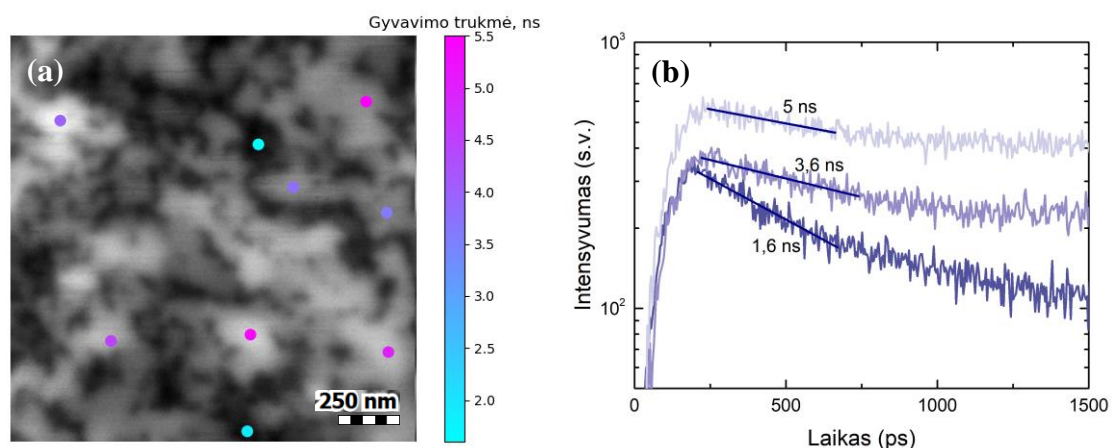 Gyvavimo trukmė, ns
(a)
5.5
5.0
4.5
4.0
3.5
3.0
2.5
2.0
250 nm
(b)
Intensyvumas (s.v.)
10³
10²
5 ns
3,6 ns
1,6 ns
0
500
1000
1500
Laikas (ps)